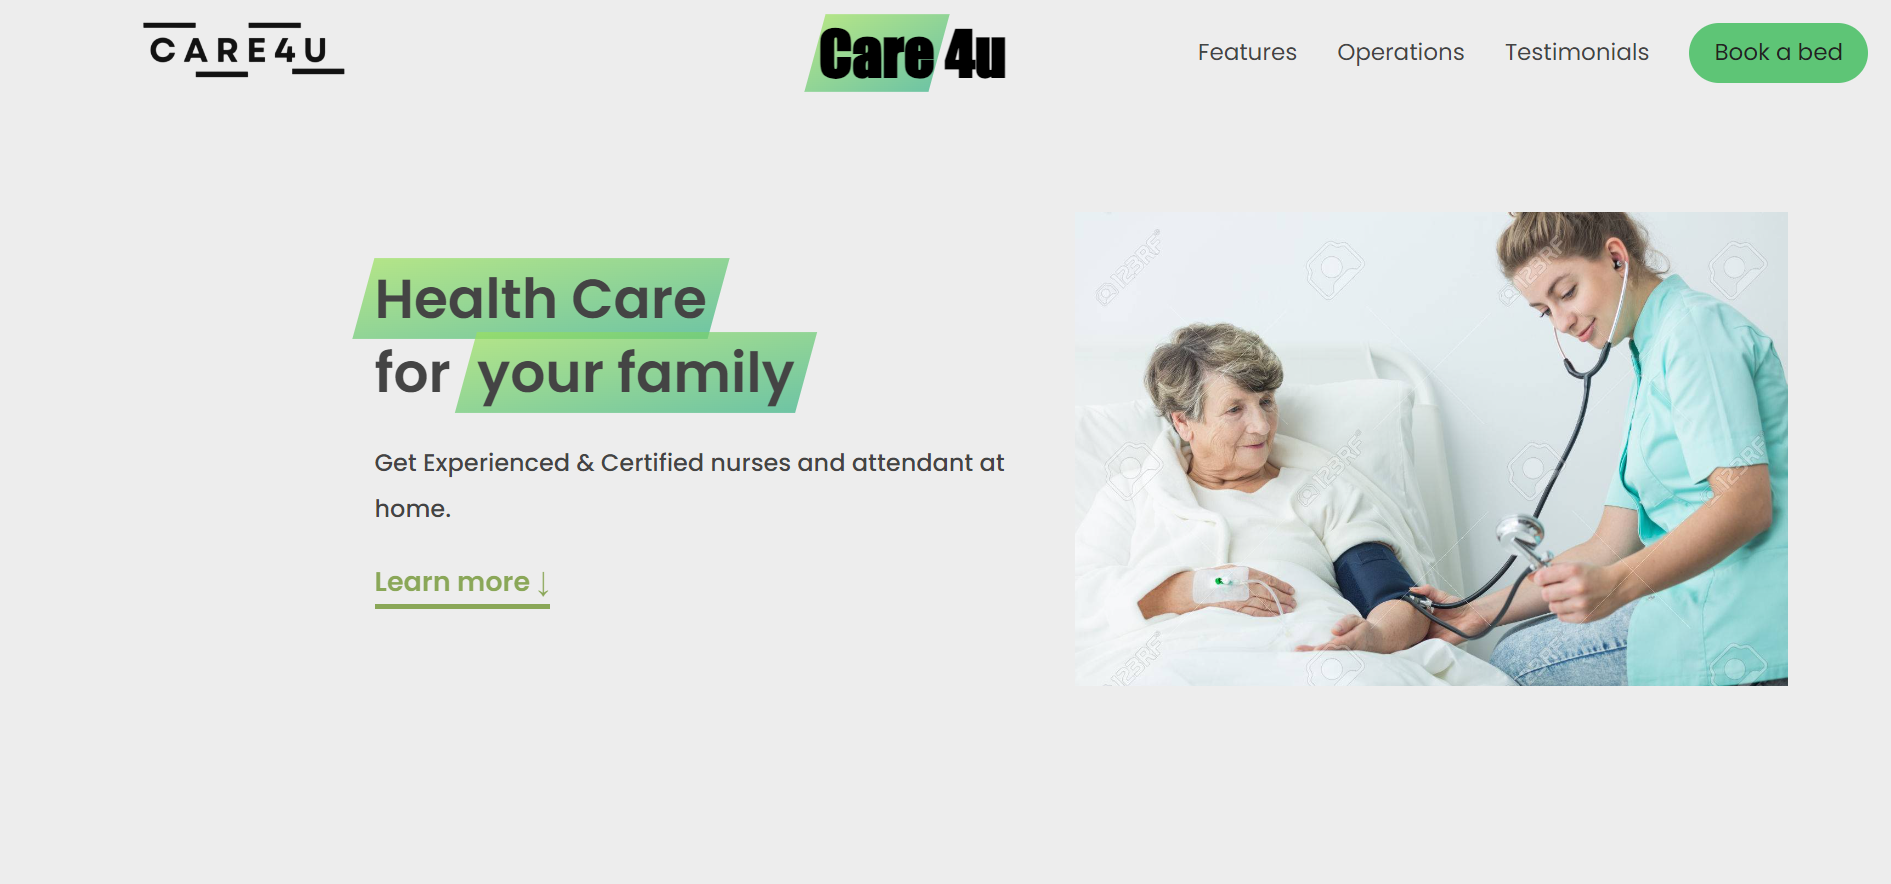 CARE4U
Care 4u
Features
Operations
Testimonials
Book a bed
Health Care
for your family
Get Experienced & Certified nurses and attendant at
home.
Learn more ↓
123RF
123RF
123RF
123RF
123RF
123RF